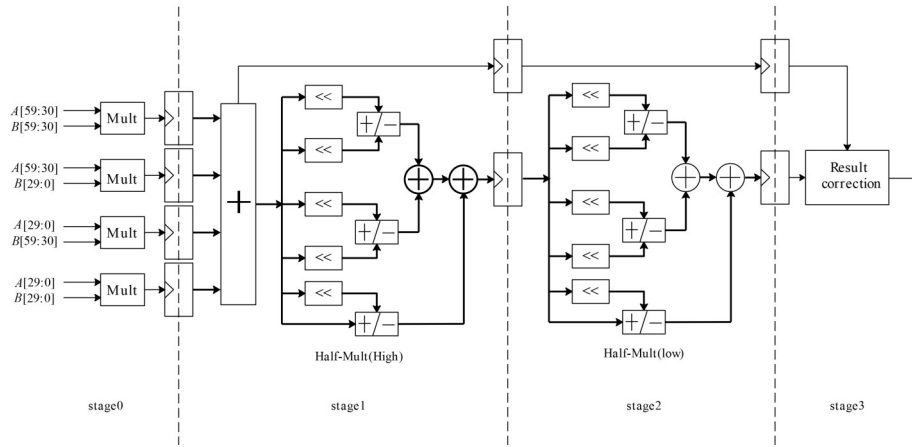 A[59:30]
B[59:30]
Mult
A[59:30]
B[29:0]
Mult
A[29:0]
B[59:30]
Mult
A[29:0]
B[29:0]
Mult
+
<<
<<
+/−
<<
<<
+/−
<<
+/−
+
+
Half-Mult(High)
<<
<<
+/−
<<
<<
+/−
<<
+/−
+
+
Half-Mult(low)
Result
correction
stage0
stage1
stage2
stage3